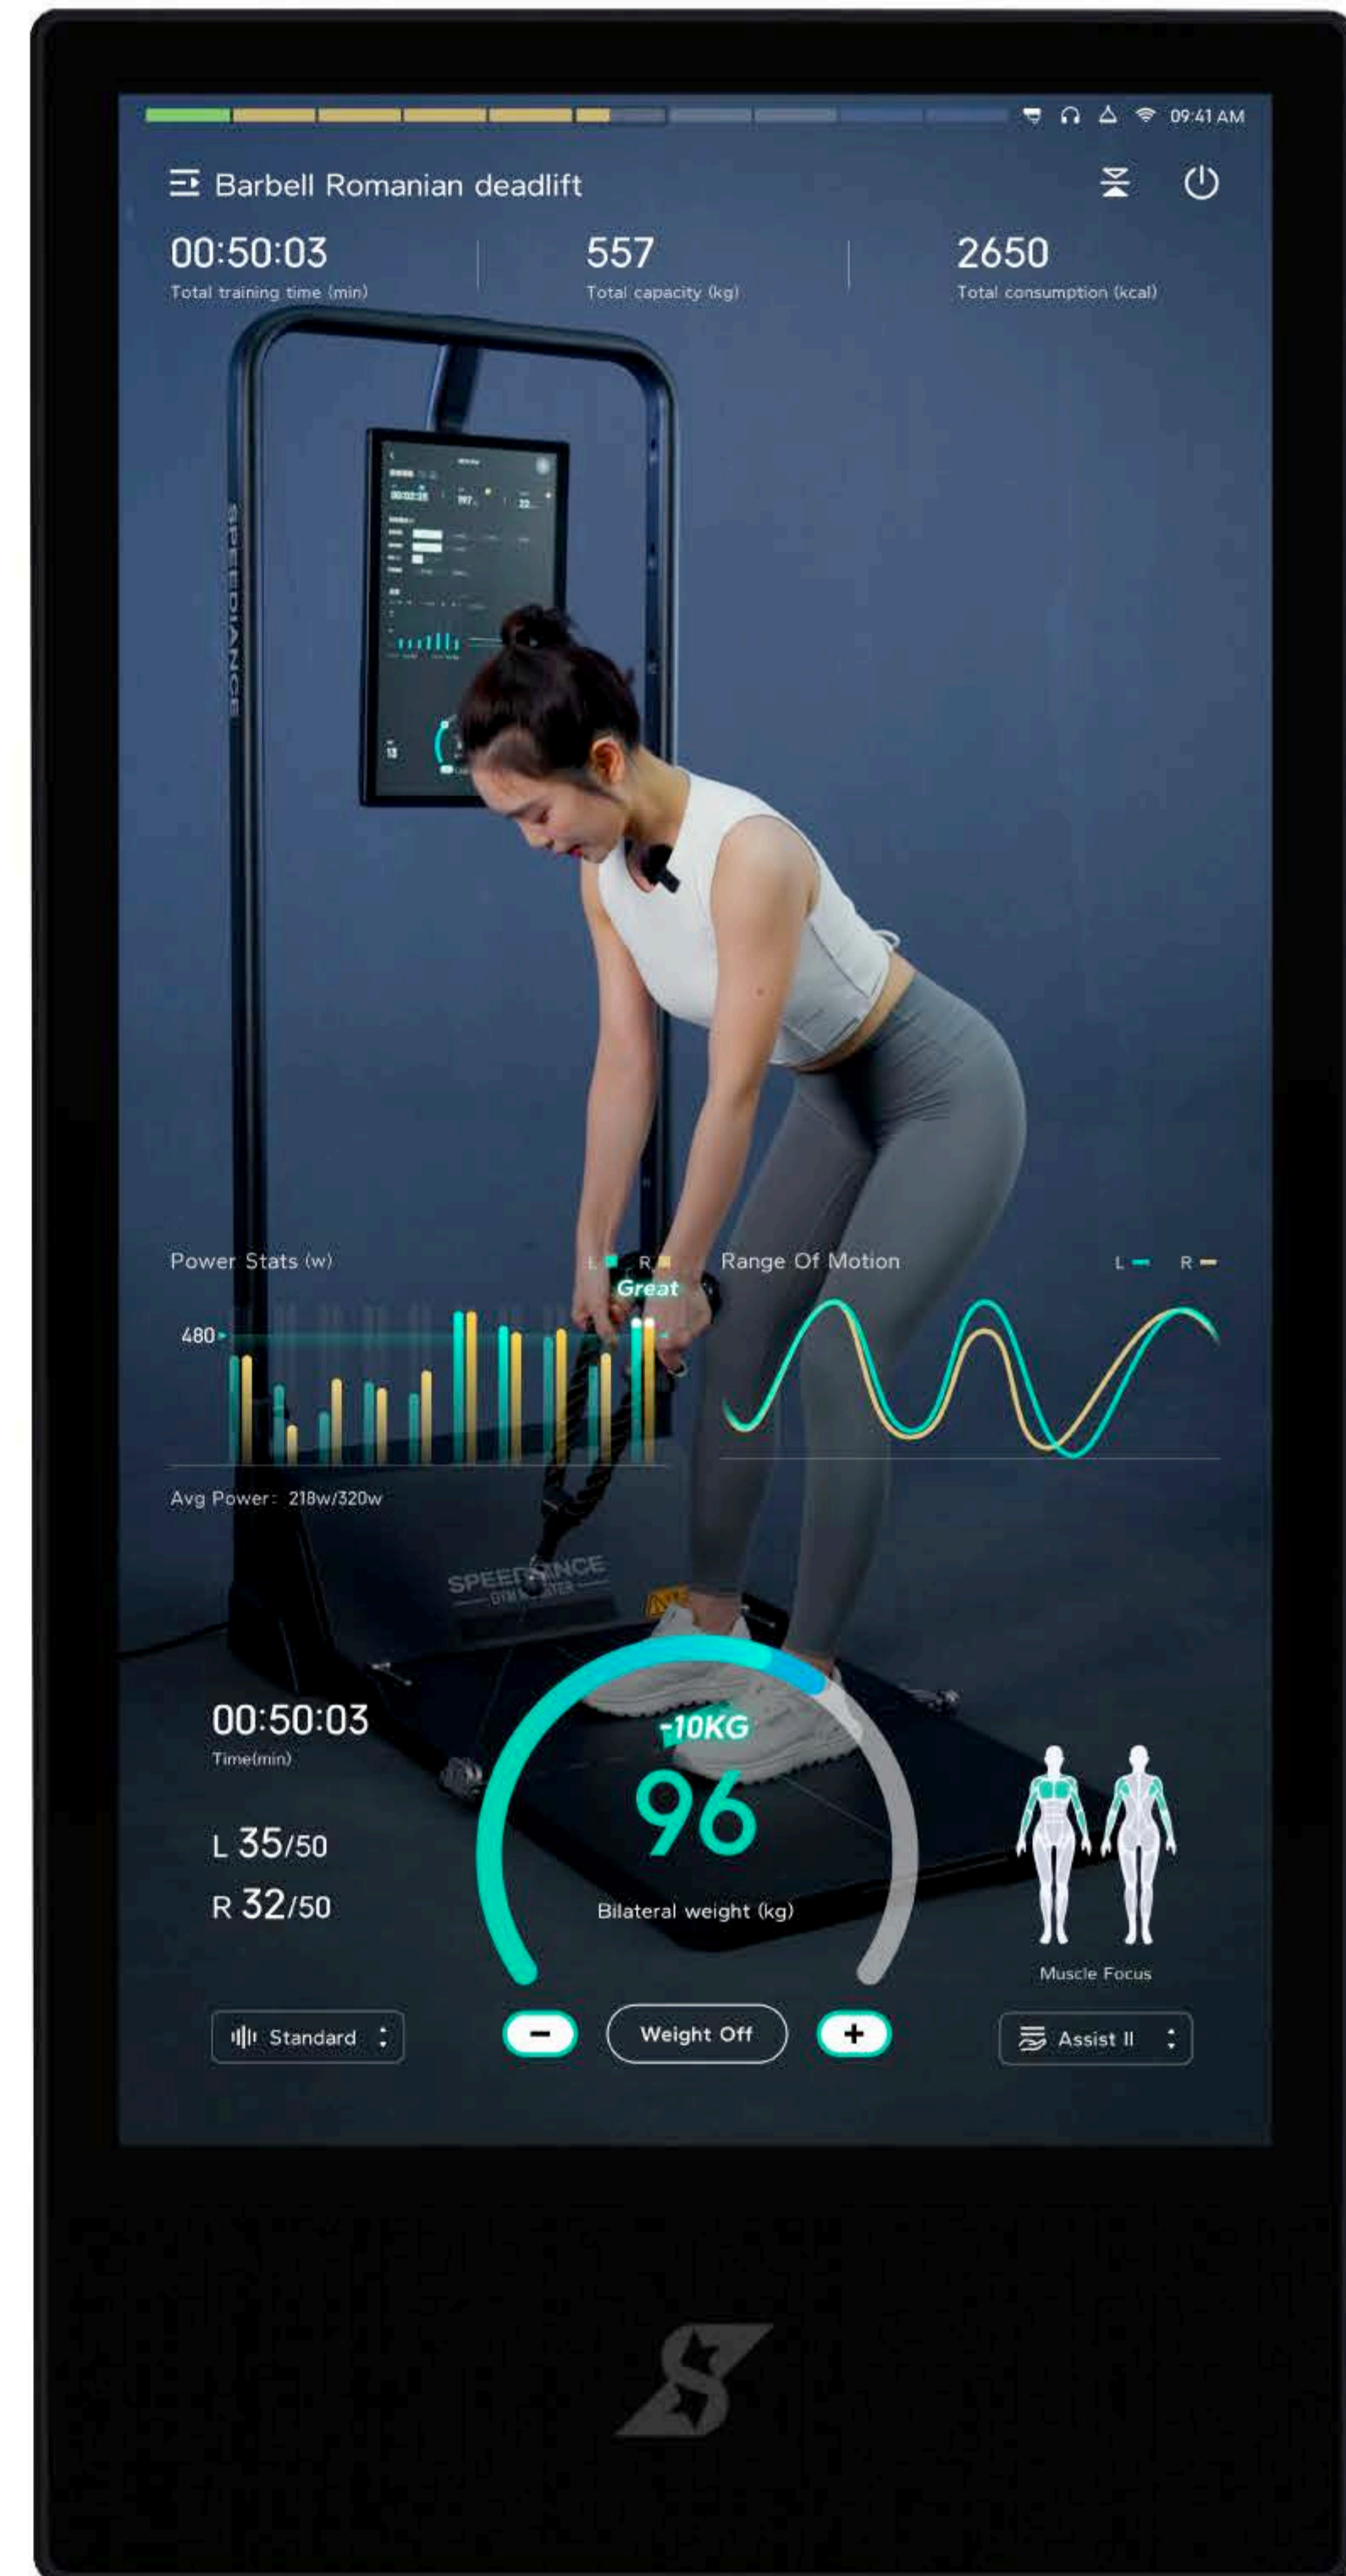 09:41 AM
Barbell Romanian deadlift
00:50:03
557
2650
Total training time (min)
Total capacity (kg)
Total consumption (kcal)
SPEEDIANCE
Power Stats (w)
L R
Great
480
Avg Power: 218w/320w
Range Of Motion
L R
SPEEDIANCE
00:50:03
Time(min)
L 35/50
R 32/50
-10KG
96
Bilateral weight (kg)
Muscle Focus
Standard
Weight Off
Assist II